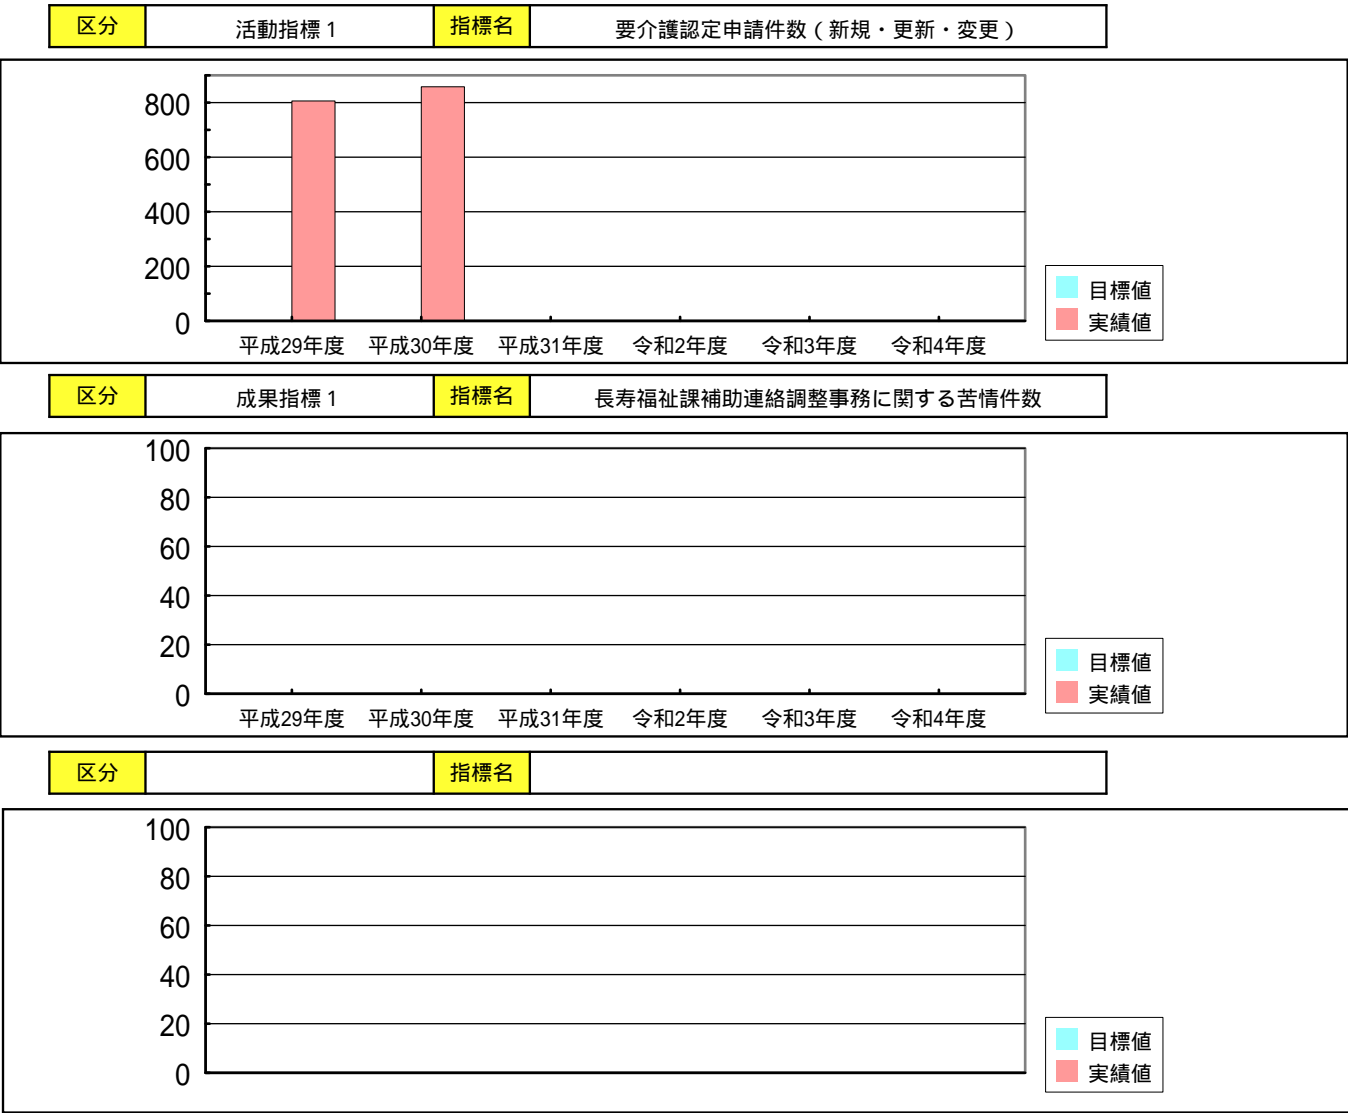 区分 活動指標1 指標名 要介護認定申請件数(新規・更新・変更)
800
600
400
200
0
平成29年度 平成30年度 平成31年度 令和2年度 令和3年度 令和4年度
目標値
実績値
区分 成果指標1 指標名 長寿福祉課補助連絡調整事務に関する苦情件数
100
80
60
40
20
0
平成29年度 平成30年度 平成31年度 令和2年度 令和3年度 令和4年度
目標値
実績値
区分 指標名
100
80
60
40
20
0
目標値
実績値